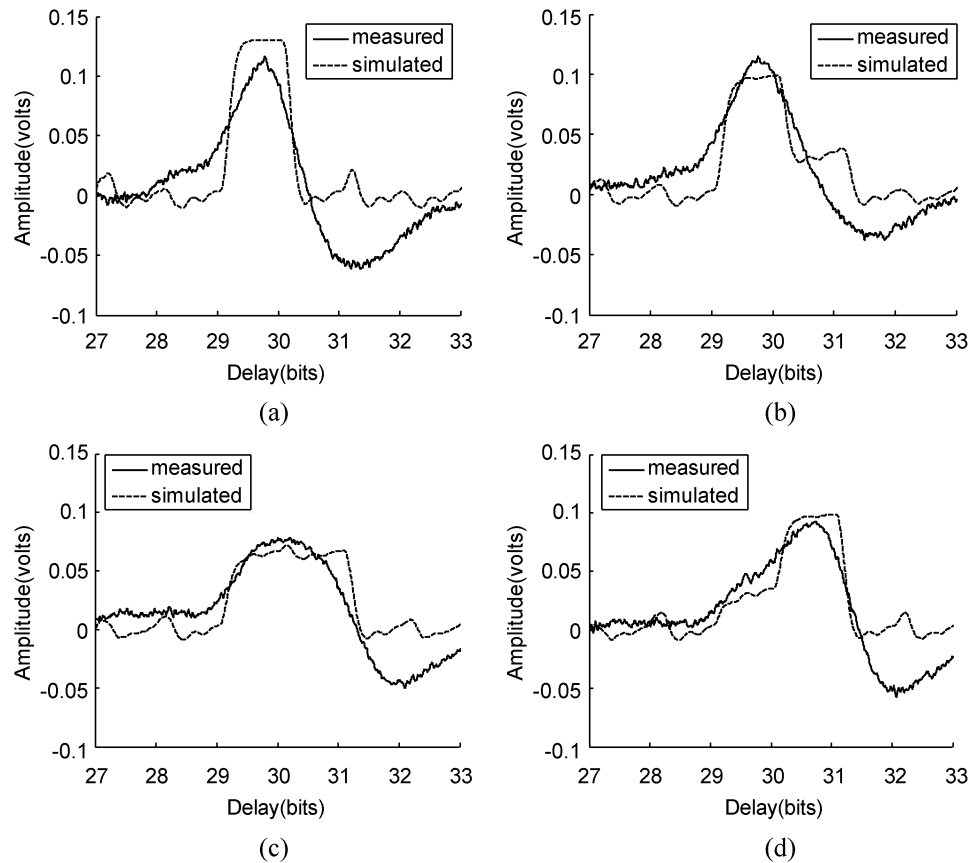 0.15
0.1
0.05
0
-0.05
-0.1
Amplitude(volts)
measured
simulated
27 28 29 30 31 32 33
Delay(bits)
(a)
0.15
0.1
0.05
0
-0.05
-0.1
Amplitude(volts)
measured
simulated
27 28 29 30 31 32 33
Delay(bits)
(b)
0.15
0.1
0.05
0
-0.05
-0.1
Amplitude(volts)
measured
simulated
27 28 29 30 31 32 33
Delay(bits)
(c)
0.15
0.1
0.05
0
-0.05
-0.1
Amplitude(volts)
measured
simulated
27 28 29 30 31 32 33
Delay(bits)
(d)